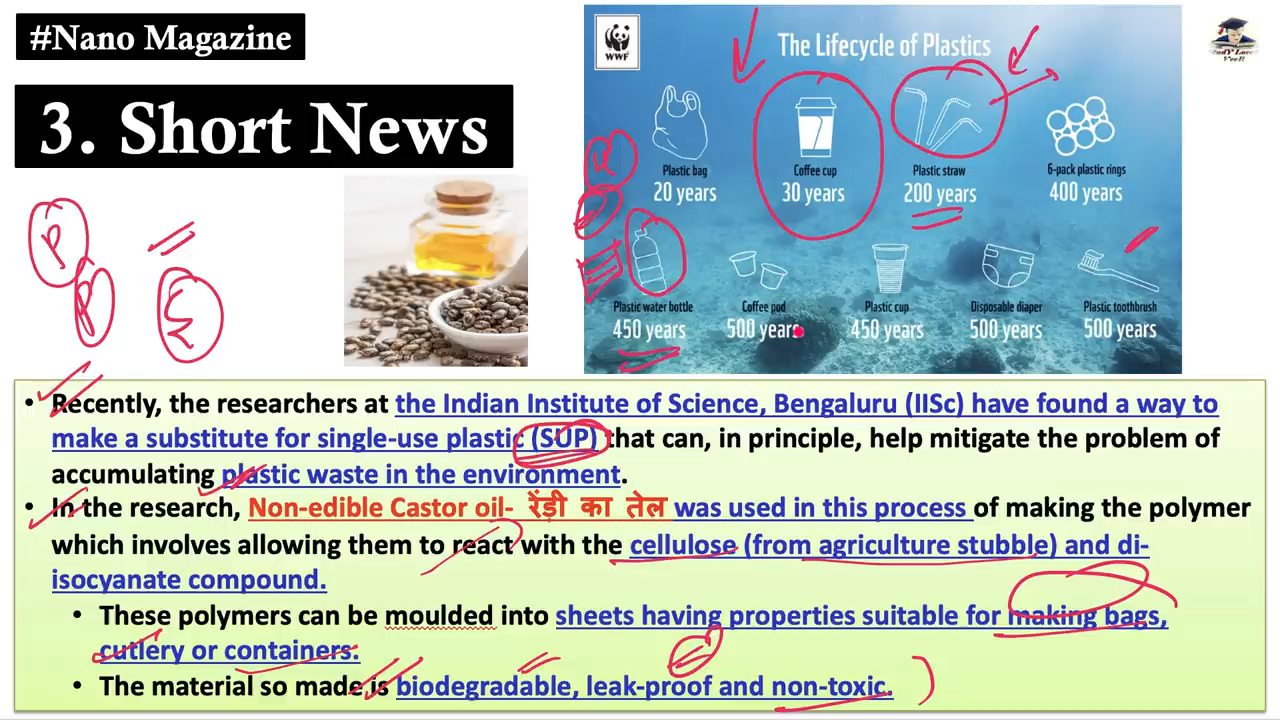 #Nano Magazine
3. Short News
WWF
The Lifecycle of Plastics
Plastic bag
20 years
Coffee cup
30 years
Plastic straw
200 years
6-pack plastic rings
400 years
Plastic water bottle
450 years
Coffee pod
500 years
Plastic cup
450 years
Disposable diaper
500 years
Plastic toothbrush
500 years
• Recently, the researchers at the Indian Institute of Science, Bengaluru (IISc) have found a way to
make a substitute for single-use plastic (SUP) that can, in principle, help mitigate the problem of
accumulating plastic waste in the environment.
• In the research, Non-edible Castor oil- रेंड़ी का तेल was used in this process of making the polymer
which involves allowing them to react with the cellulose (from agriculture stubble) and di-
isocyanate compound.
• These polymers can be moulded into sheets having properties suitable for making bags,
cutlery or containers.
• The material so made is biodegradable, leak-proof and non-toxic.